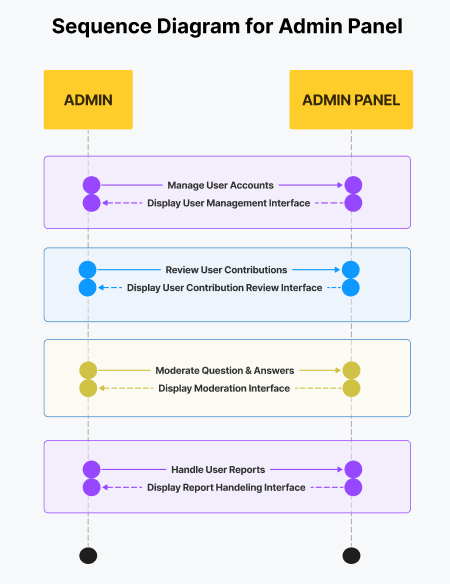 Sequence Diagram for Admin Panel
ADMIN
ADMIN PANEL
Manage User Accounts
Display User Management Interface
Review User Contributions
Display User Contribution Review Interface
Moderate Question & Answers
Display Moderation Interface
Handle User Reports
Display Report Handeling Interface